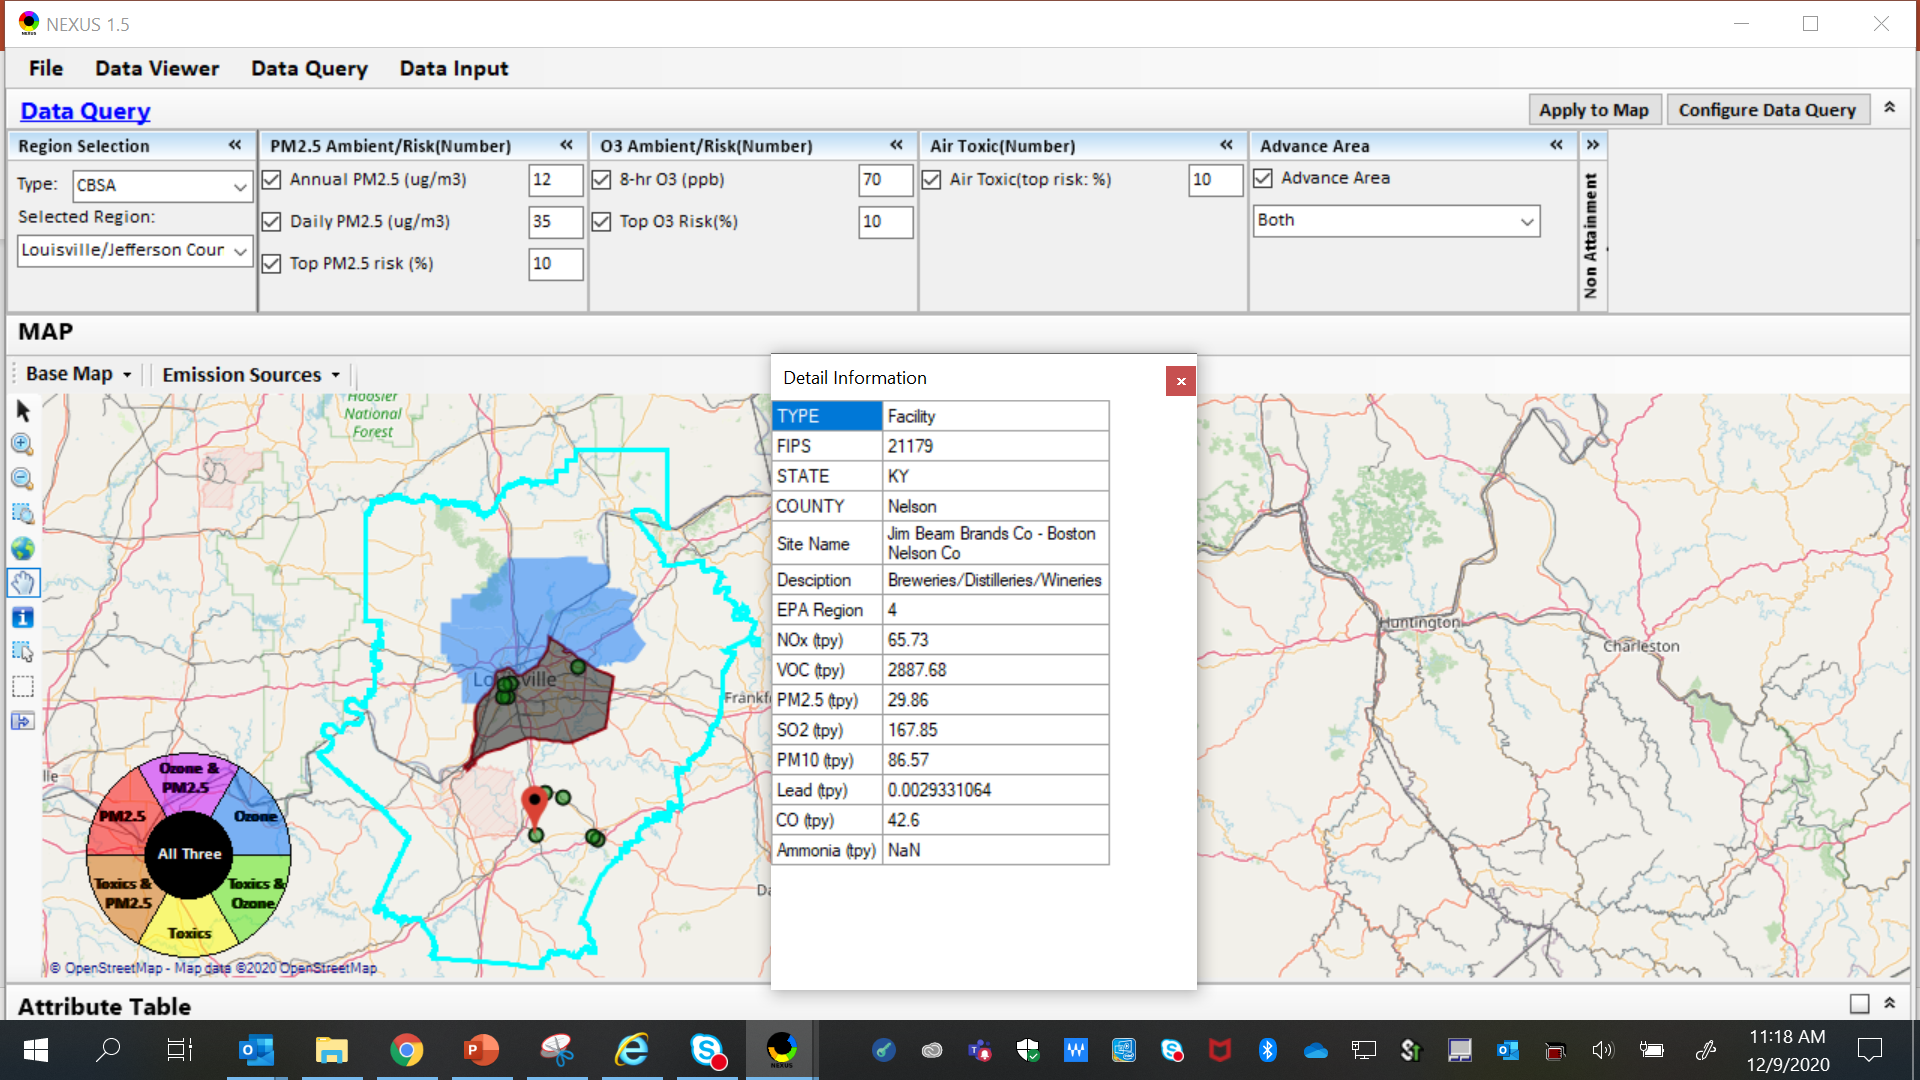 NEXUS 1.5
File Data Viewer Data Query Data Input
Data Query
Apply to Map
Configure Data Query
Region Selection
Type: CBSA
Selected Region:
Louisville/Jefferson Cour
PM2.5 Ambient/Risk(Number)
Annual PM2.5 (ug/m3) 12
Daily PM2.5 (ug/m3) 35
Top PM2.5 risk (%) 10
O3 Ambient/Risk(Number)
8-hr O3 (ppb) 70
Top O3 Risk(%) 10
Air Toxic(Number)
Air Toxic(top risk: %) 10
Advance Area
Advance Area
Both
Non Attainment
MAP
Base Map
Emission Sources
Hoosier
National
Forest
Louisville
Frankf
lle
Da
Huntington
Charleston
Ozone &
PM2.5
PM2.5
Ozone
All Three
Toxics &
PM2.5
Toxics &
Ozone
Toxics
© OpenStreetMap - Map data ©2020 OpenStreetMap
Detail Information
TYPE Facility
FIPS 21179
STATE KY
COUNTY Nelson
Site Name Jim Beam Brands Co - Boston
Nelson Co
Desciption Breweries/Distilleries/Wineries
EPA Region 4
NOx (tpy) 65.73
VOC (tpy) 2887.68
PM2.5 (tpy) 29.86
SO2 (tpy) 167.85
PM10 (tpy) 86.57
Lead (tpy) 0.0029331064
CO (tpy) 42.6
Ammonia (tpy) NaN
Attribute Table
11:18 AM
12/9/2020